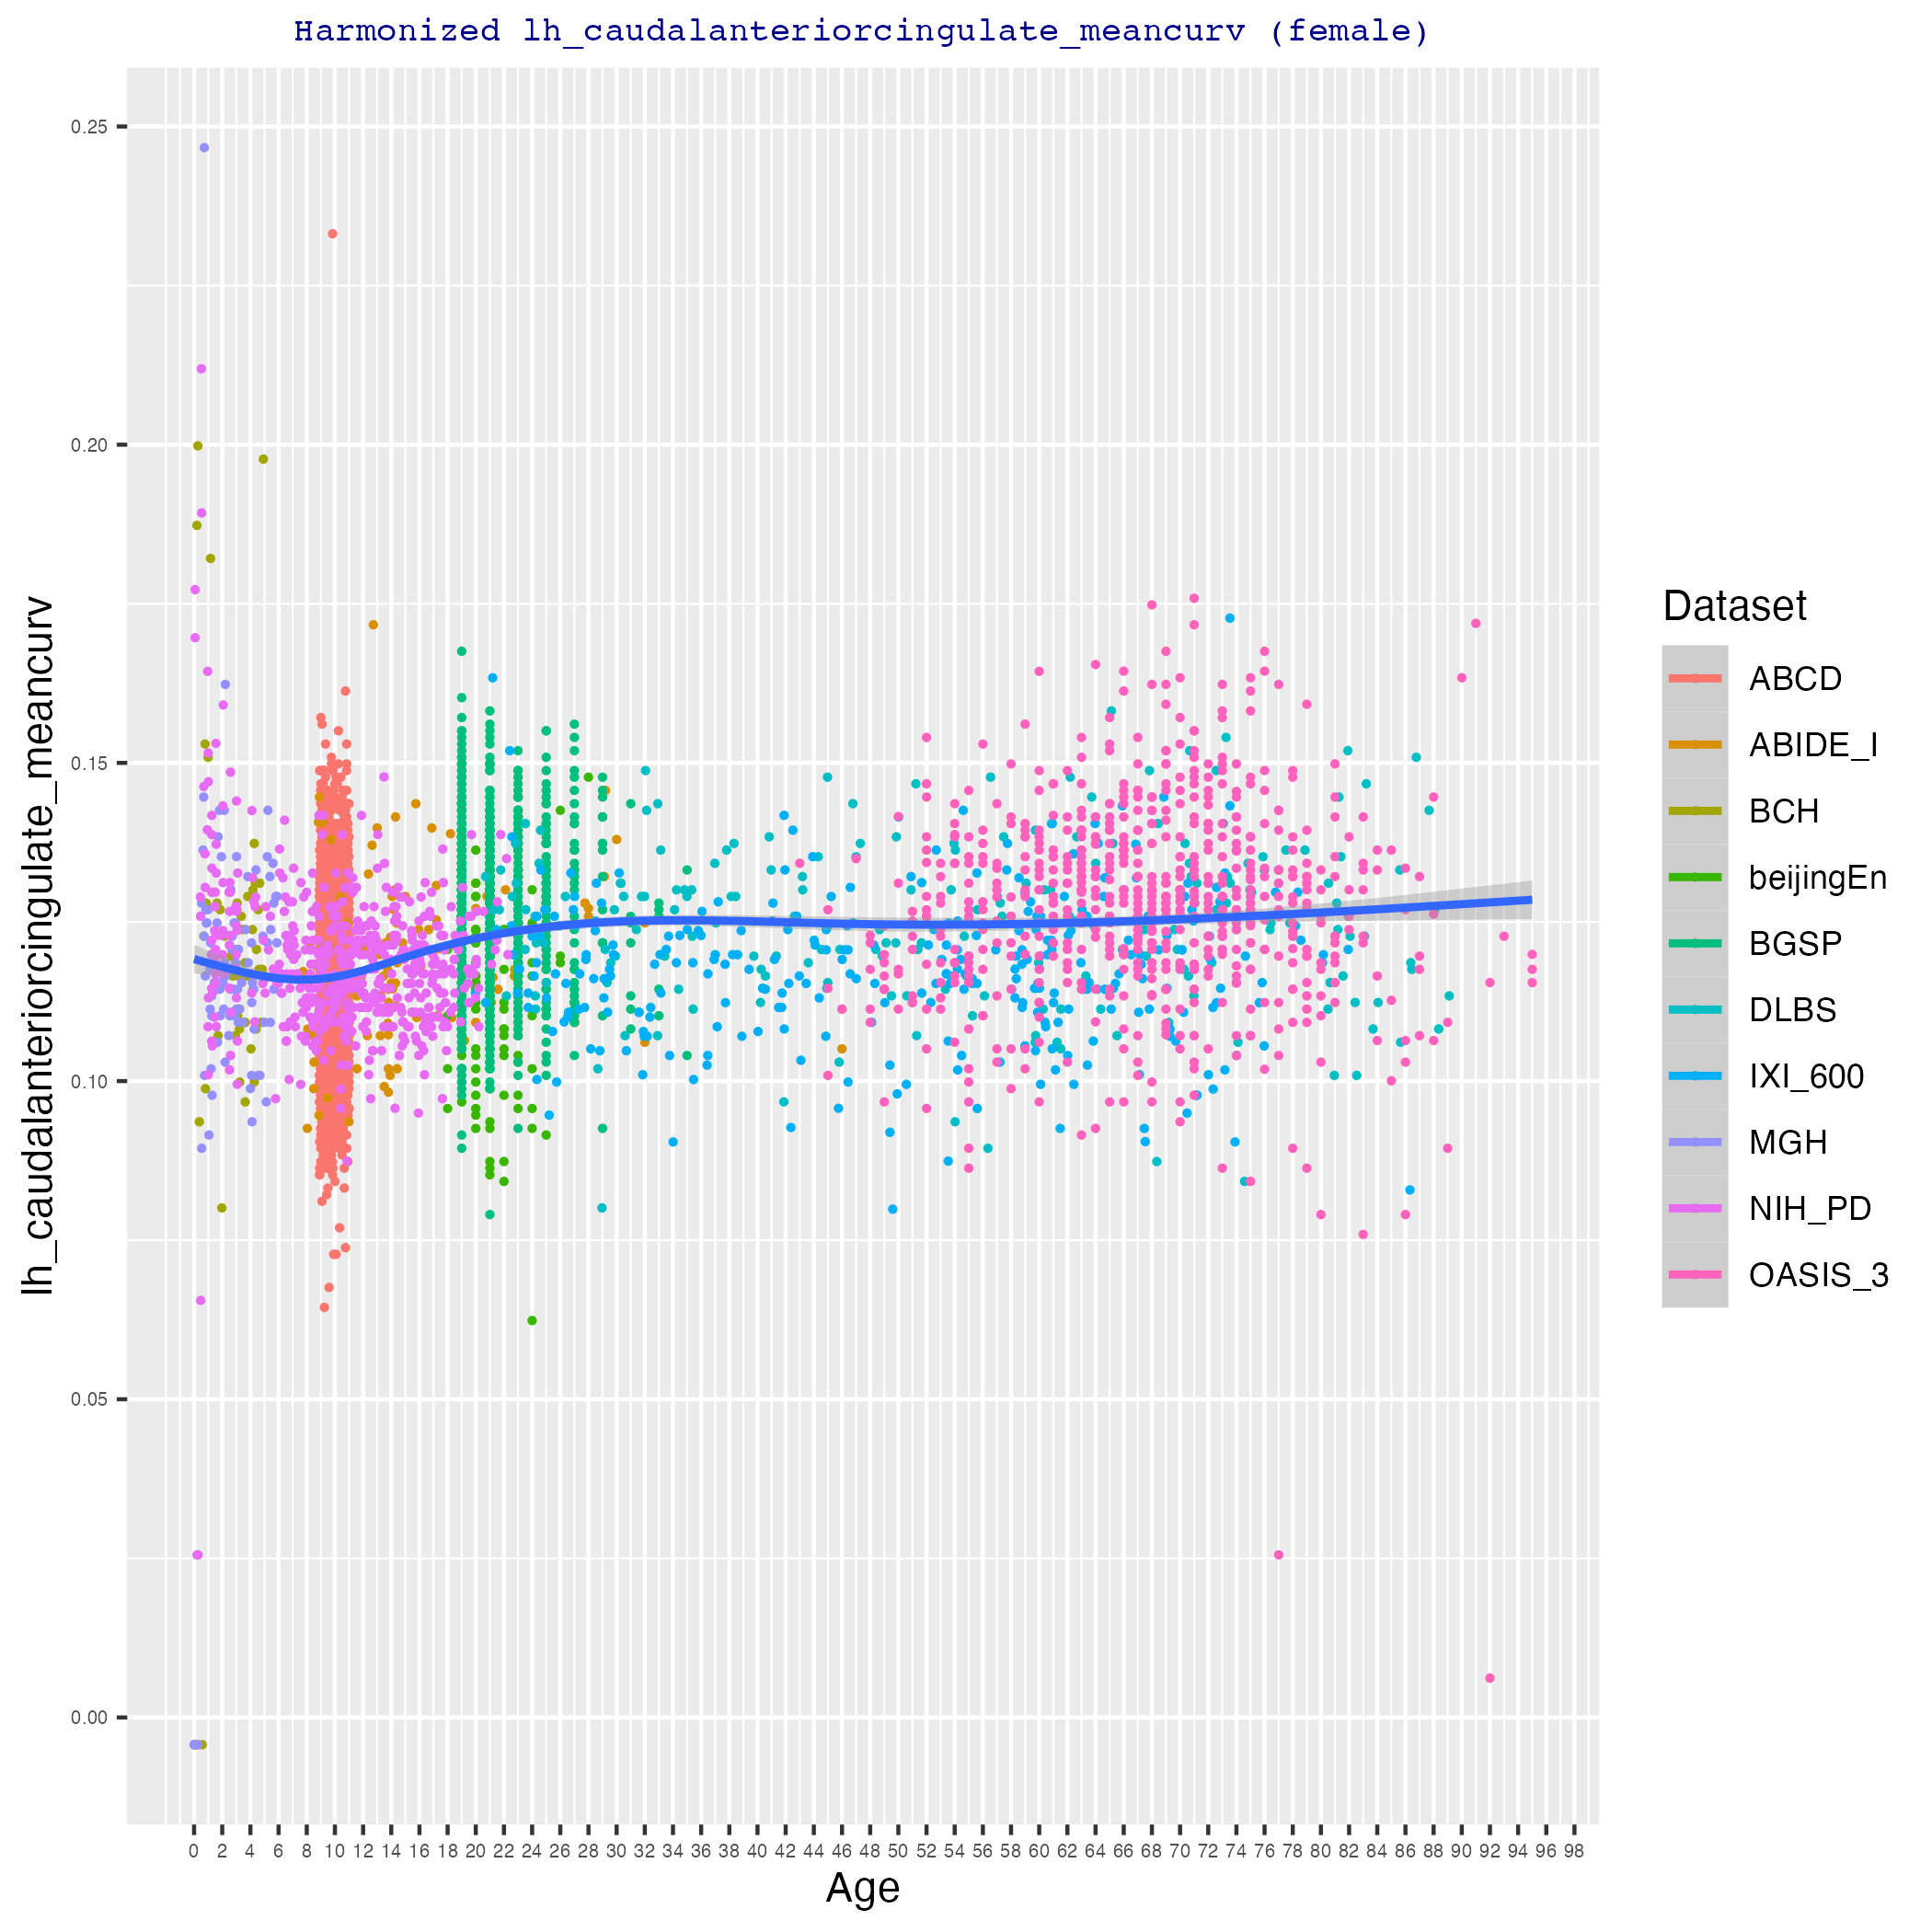 Harmonized lh_caudalanteriorcingulate_meancurv (female)
lh_caudalanteriorcingulate_meancurv
0.25
0.20
0.15
0.10
0.05
0.00
0 2 4 6 8 10 12 14 16 18 20 22 24 26 28 30 32 34 36 38 40 42 44 46 48 50 52 54 56 58 60 62 64 66 68 70 72 74 76 78 80 82 84 86 88 90 92 94 96 98
Age
Dataset
ABCD
ABIDE_I
BCH
beijingEn
BGSP
DLBS
IXI_600
MGH
NIH_PD
OASIS_3